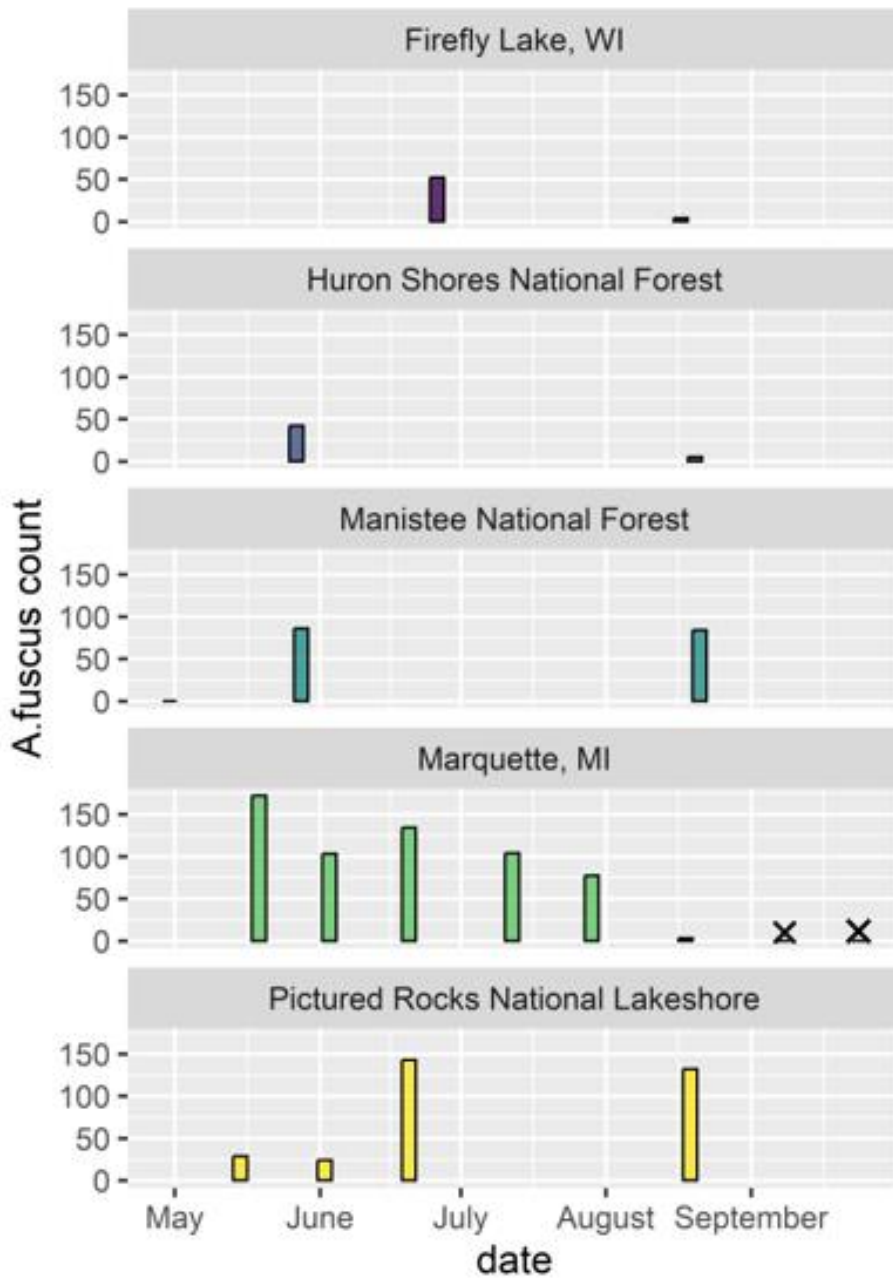 Firefly Lake, WI
150
100
50
0
Huron Shores National Forest
150
100
50
0
Manistee National Forest
150
100
50
0
A.fuscus count
Marquette, MI
150
100
50
0
Pictured Rocks National Lakeshore
150
100
50
0
May June July August September
date